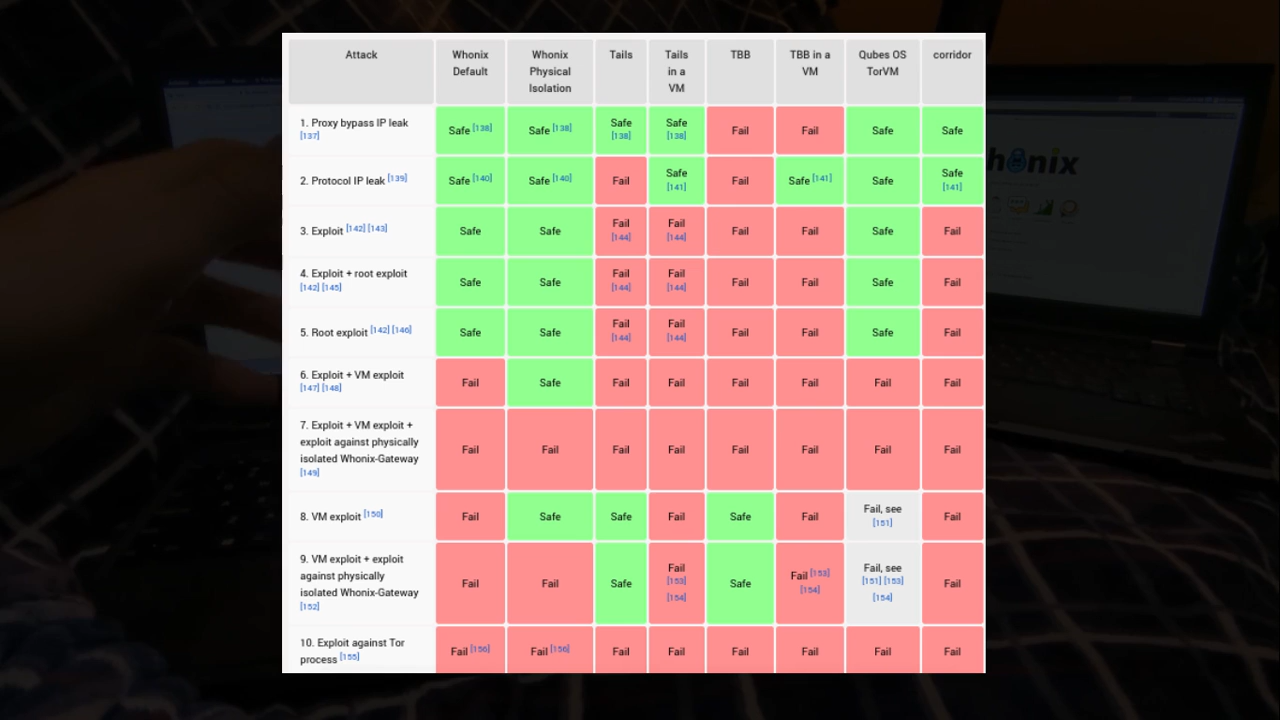 Attack Whonix Default Whonix Physical Isolation Tails Tails in a VM TBB TBB in a VM Qubes OS TorVM corridor
1. Proxy bypass IP leak [137] Safe [138] Safe [138] Safe [138] Safe [138] Fail Fail Safe Safe
2. Protocol IP leak [139] Safe [140] Safe [140] Fail Safe [141] Fail Safe [141] Safe Safe [141]
3. Exploit [142] [143] Safe Safe Fail [144] Fail [144] Fail Fail Safe Fail
4. Exploit + root exploit [142] [145] Safe Safe Fail [144] Fail [144] Fail Fail Safe Fail
5. Root exploit [142] [146] Safe Safe Fail [144] Fail [144] Fail Fail Safe Fail
6. Exploit + VM exploit [147] [148] Fail Safe Fail Fail Fail Fail Fail Fail
7. Exploit + VM exploit + exploit against physically isolated Whonix-Gateway [149] Fail Fail Fail Fail Fail Fail Fail Fail
8. VM exploit [150] Fail Safe Safe Fail Safe Fail Fail, see [151] Fail
9. VM exploit + exploit against physically isolated Whonix-Gateway [152] Fail Fail Safe Fail [153] [154] Safe Fail [153] [154] Fail, see [151] [153] [154] Fail
10. Exploit against Tor process [155] Fail [156] Fail [156] Fail Fail Fail Fail Fail Fail
honix